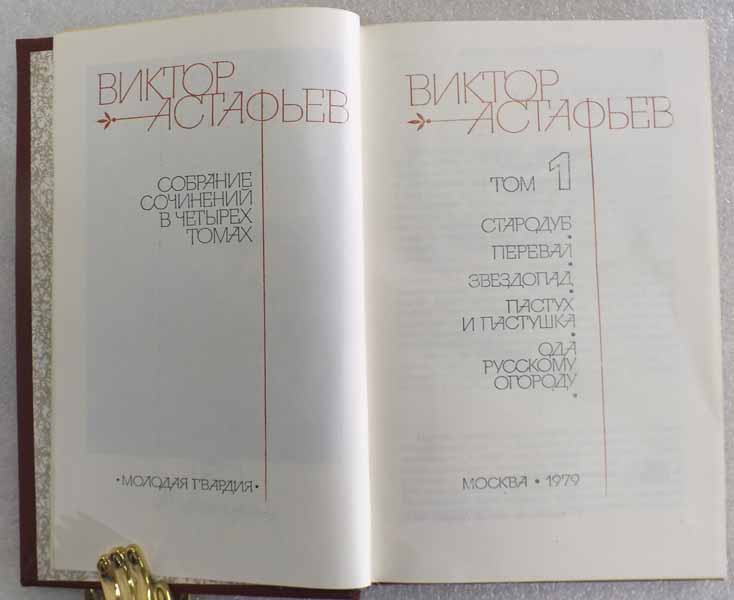 ВИКТОР
АСТАФЬЕВ
СОБРАНИЕ
СОЧИНЕНИЙ
В ЧЕТЫРЕХ
ТОМАХ
• МОЛОДАЯ ГВАРДИЯ •
ВИКТОР
АСТАФЬЕВ
ТОМ 1
СТАРОДУБ
•
ПЕРЕВАЛ
•
ЗВЕЗДОПАД
•
ПАСТУХ
И ПАСТУШКА
•
ОДА
РУССКОМУ
ОГОРОДУ
•
МОСКВА • 1979